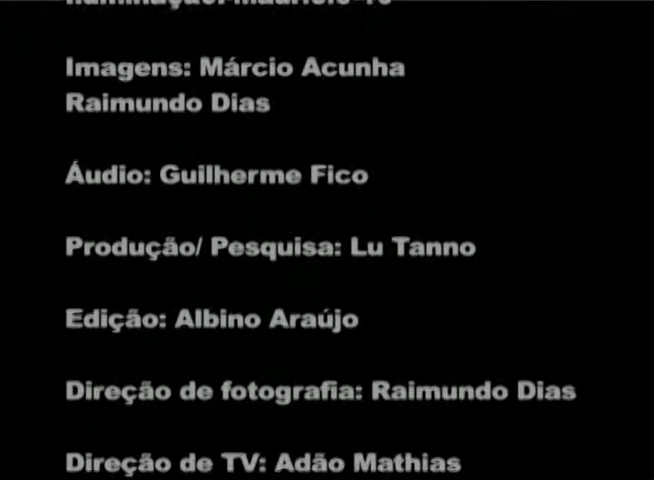 Imagens: Márcio Acunha
Raimundo Dias
Áudio: Guilherme Fico
Produção/ Pesquisa: Lu Tanno
Edição: Albino Araújo
Direção de fotografia: Raimundo Dias
Direção de TV: Adão Mathias